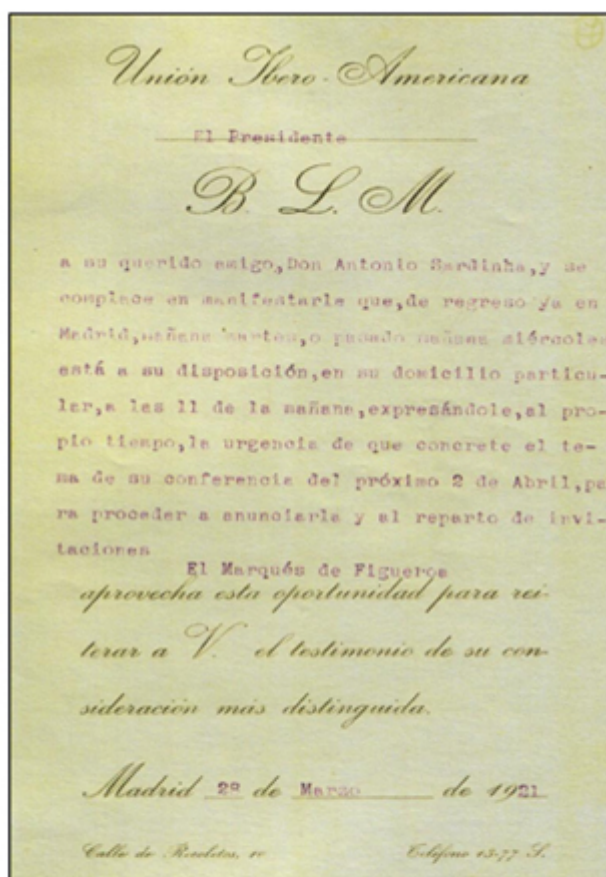 Unión Ibero-Americana
El Presidente
B. L. M.
a su querido amigo,Don Antonio Sardinha,y se
complace en manifestarle que,de regreso ya en
Madrid,mañana martes,o pasado mañana miércoles
está a su disposición,en su domicilio particu-
lar,a las 11 de la mañana,expresándole,al pro-
pio tiempo,la urgencia de que concrete el te-
ma de su conferencia del próximo 2 de Abril,pa
ra proceder a anunciarla y al reparto de invi-
taciones
El Marqués de Figueroa
aprovecha esta oportunidad para rei-
terar a V. el testimonio de su con-
sideración más distinguida.
Madrid 28 de Marzo de 1921
Calle de Recoletos, 10 Teléfono 13-77 S.